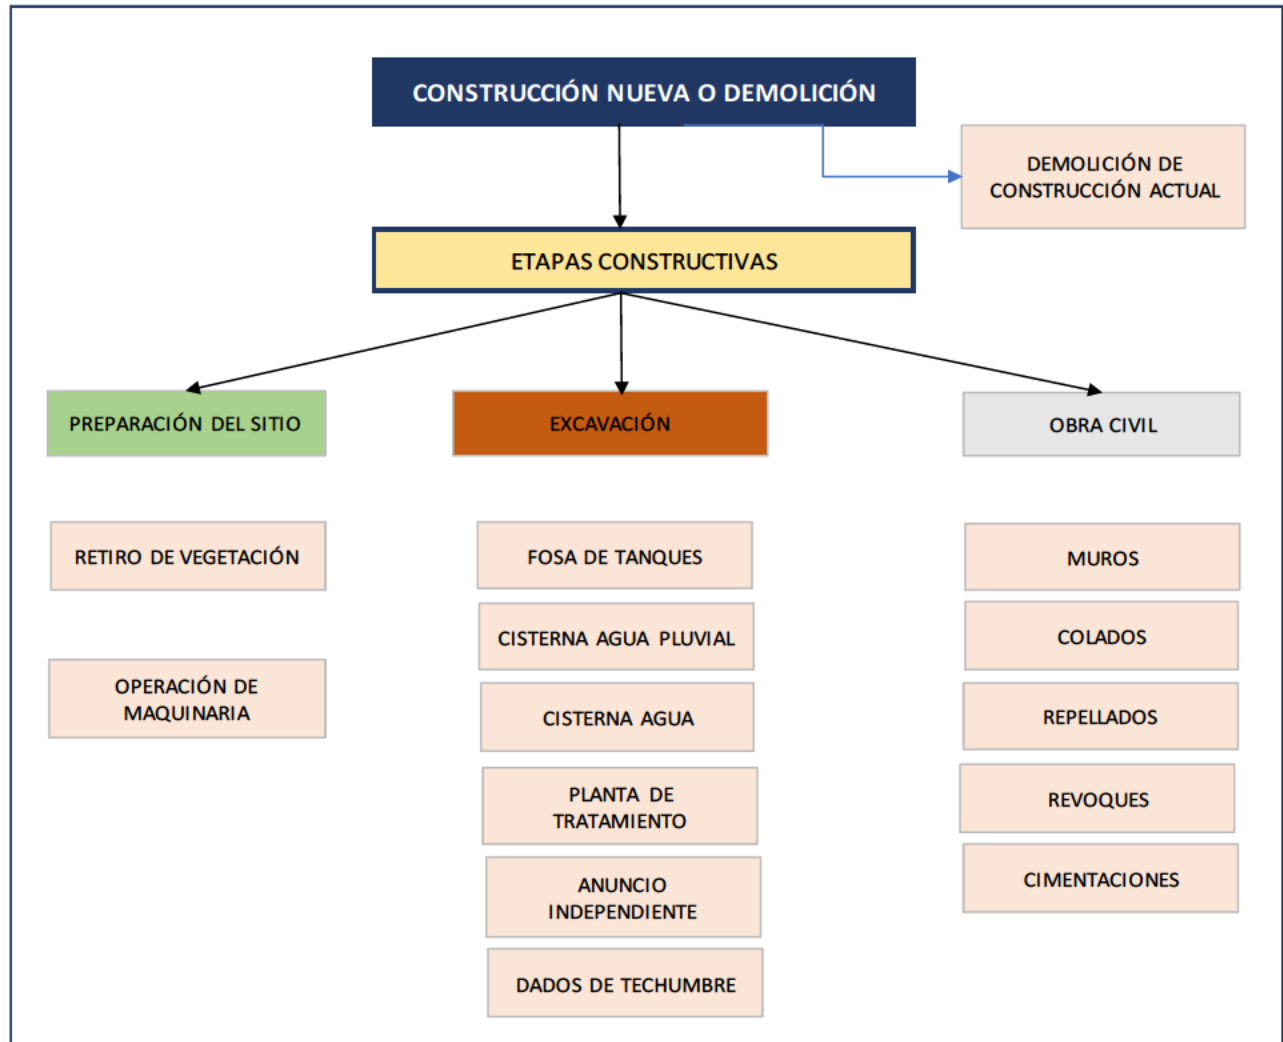 CONSTRUCCIÓN NUEVA O DEMOLICIÓN
DEMOLICIÓN DE
CONSTRUCCIÓN ACTUAL
ETAPAS CONSTRUCTIVAS
PREPARACIÓN DEL SITIO
RETIRO DE VEGETACIÓN
OPERACIÓN DE
MAQUINARIA
EXCAVACIÓN
FOSA DE TANQUES
CISTERNA AGUA PLUVIAL
CISTERNA AGUA
PLANTA DE
TRATAMIENTO
ANUNCIO
INDEPENDIENTE
DADOS DE TECHUMBRE
OBRA CIVIL
MUROS
COLADOS
REPELLADOS
REVOQUES
CIMENTACIONES